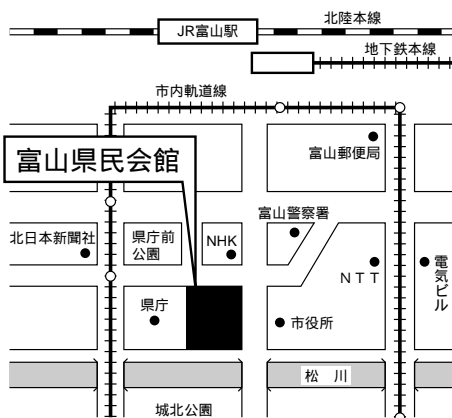 北陸本線
JR富山駅
地下鉄本線
市内軌道線
富山郵便局
富山県民会館
富山警察署
北日本新聞社
県庁前
公園
NHK
NTT
電気ビル
県庁
市役所
松川
城北公園